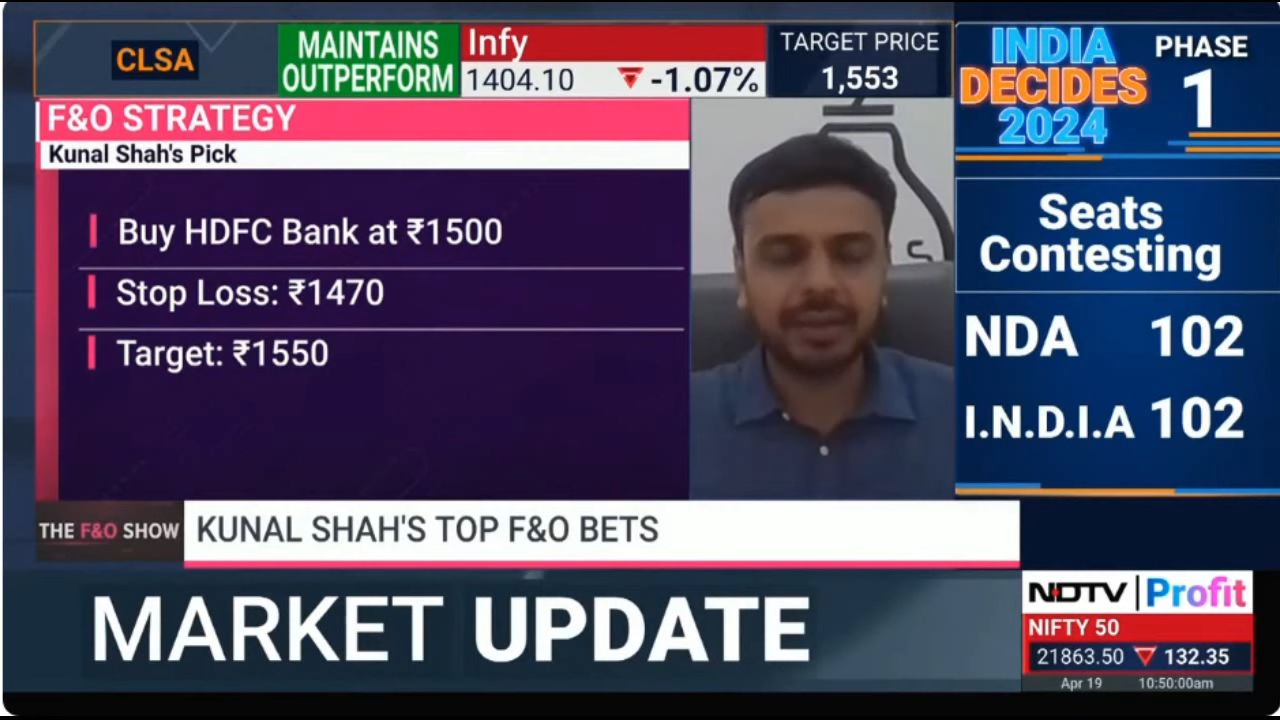 CLSA
MAINTAINS
OUTPERFORM
Infy
1404.10 ▼ -1.07%
TARGET PRICE
1,553
INDIA
DECIDES
2024
PHASE
1
F&O STRATEGY
Kunal Shah's Pick
Buy HDFC Bank at ₹1500
Stop Loss: ₹1470
Target: ₹1550
Seats
Contesting
NDA 102
I.N.D.I.A 102
THE F&O SHOW
KUNAL SHAH'S TOP F&O BETS
MARKET UPDATE
NDTV Profit
NIFTY 50
21863.50 ▼ 132.35
Apr 19 10:50:00am